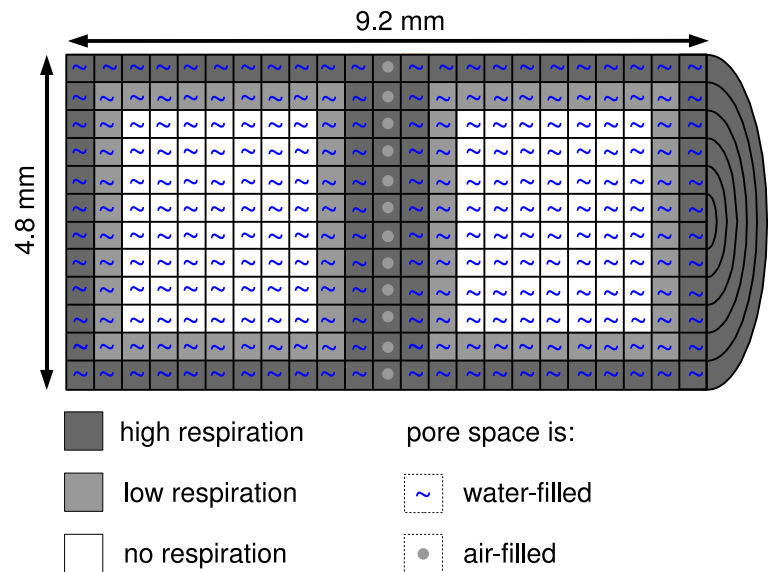 9.2 mm
4.8 mm
high respiration
pore space is:
low respiration
water-filled
no respiration
air-filled